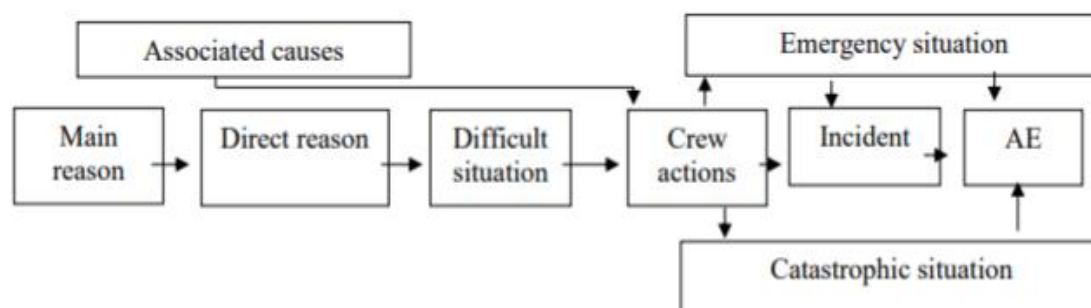 Associated causes
Emergency situation
Main
reason
Direct reason
Difficult
situation
Crew
actions
Incident
AE
Catastrophic situation